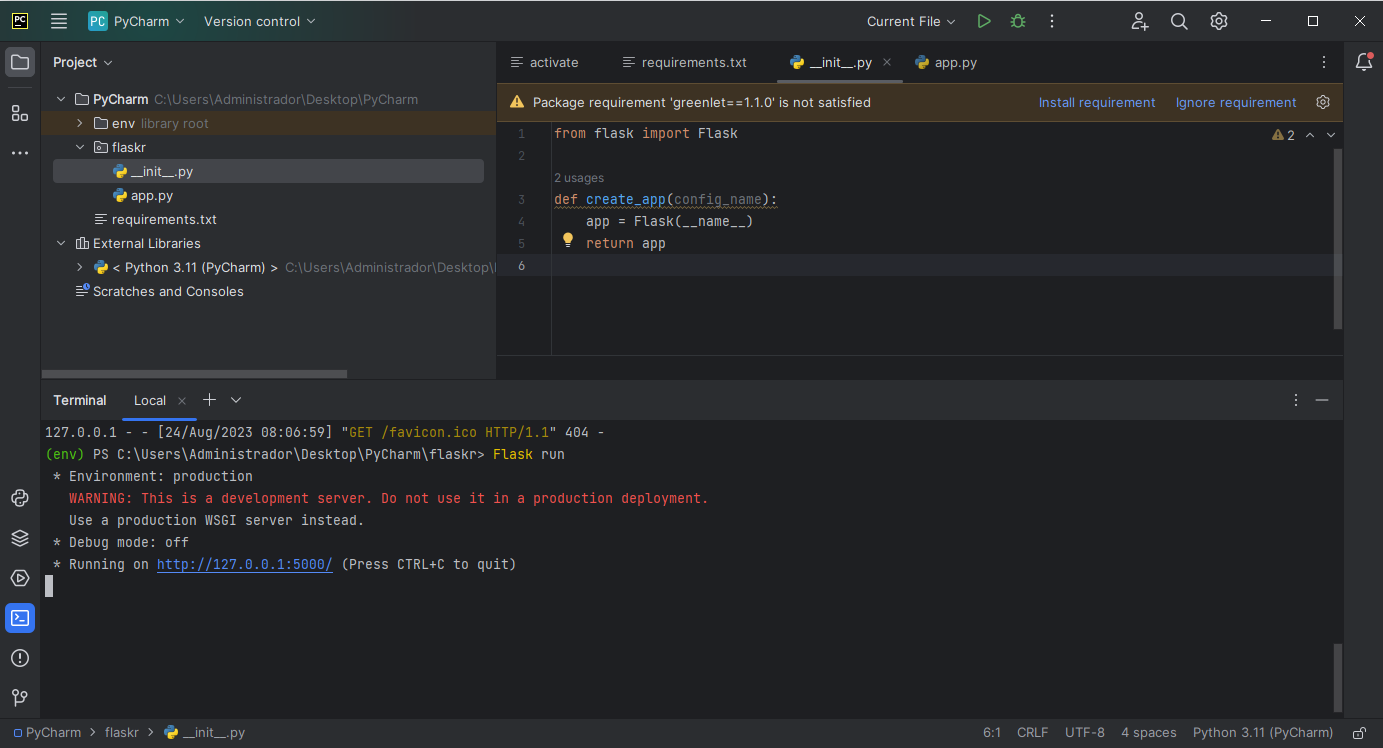 PC PC PyCharm Version control Current File
Project
PyCharm C:\Users\Administrador\Desktop\PyCharm
env library root
flaskr
__init__.py
app.py
requirements.txt
External Libraries
< Python 3.11 (PyCharm) > C:\Users\Administrador\Desktop\
Scratches and Consoles
activate requirements.txt __init__.py app.py
Package requirement 'greenlet==1.1.0' is not satisfied Install requirement Ignore requirement
1 from flask import Flask 2
2
2 usages
3 def create_app(config_name):
4 app = Flask(__name__)
5 return app
6
Terminal Local
127.0.0.1 - - [24/Aug/2023 08:06:59] "GET /favicon.ico HTTP/1.1" 404 -
(env) PS C:\Users\Administrador\Desktop\PyCharm\flaskr> Flask run
* Environment: production
WARNING: This is a development server. Do not use it in a production deployment.
Use a production WSGI server instead.
* Debug mode: off
* Running on http://127.0.0.1:5000/ (Press CTRL+C to quit)
PyCharm > flaskr > __init__.py 6:1 CRLF UTF-8 4 spaces Python 3.11 (PyCharm)